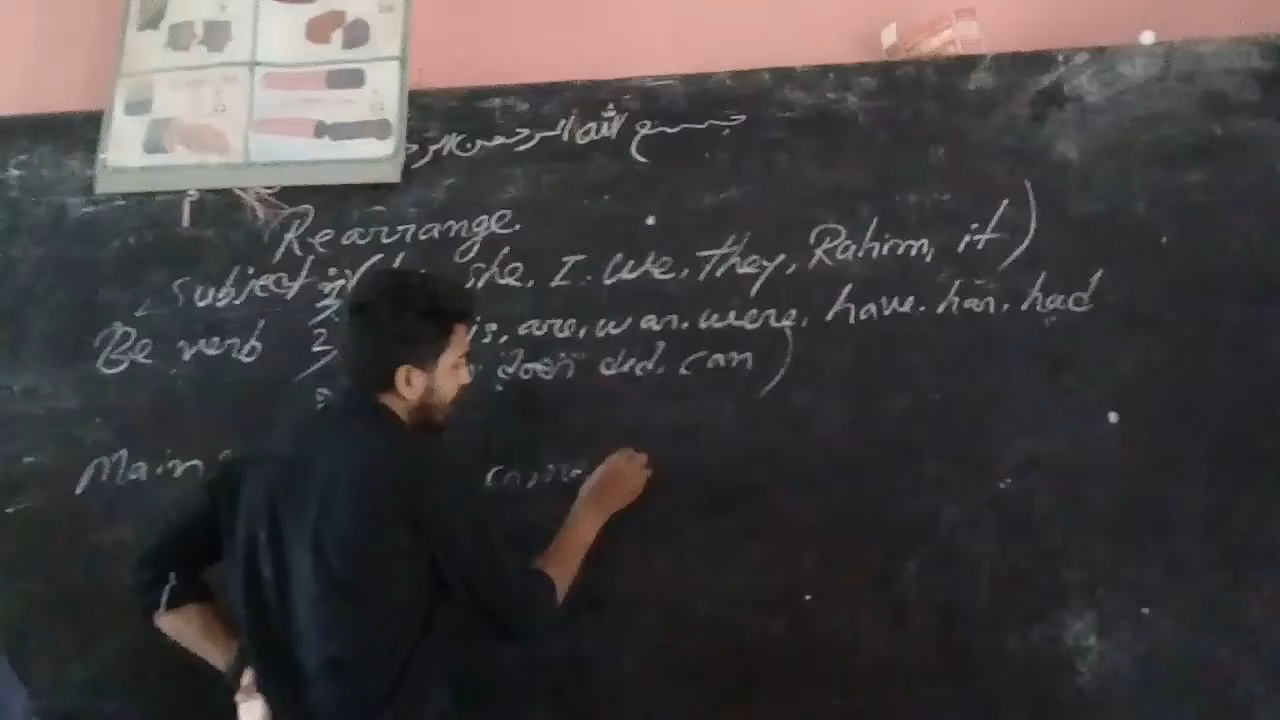 بسم الله الرحمن الرح
Rearrange
Subject (he, she, I. We, they, Rahim, it)
Be verb is, are, was, were, have. has. had
does did. can)
Main